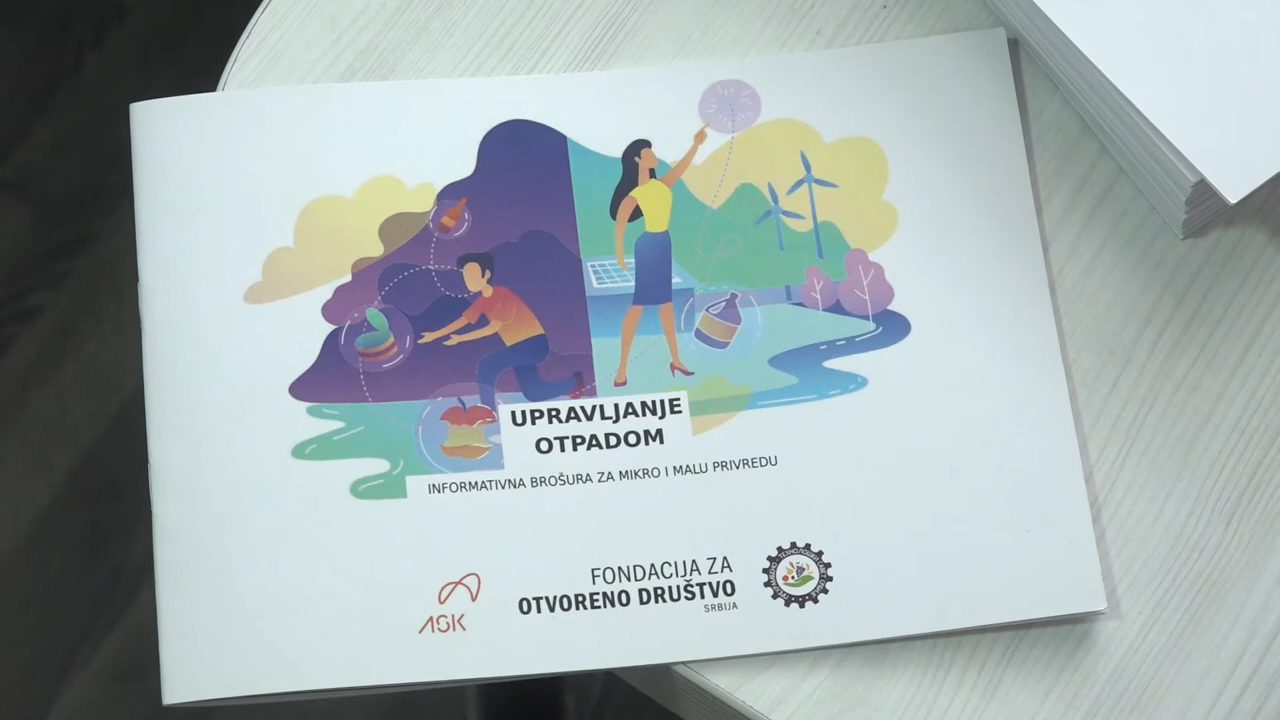 UPRAVLJANJE
OTPADOM
INFORMATIVNA BROŠURA ZA MIKRO I MALU PRIVREDU
ASK
FONDACIJA ZA
OTVORENO DRUŠTVO
SRBIJA